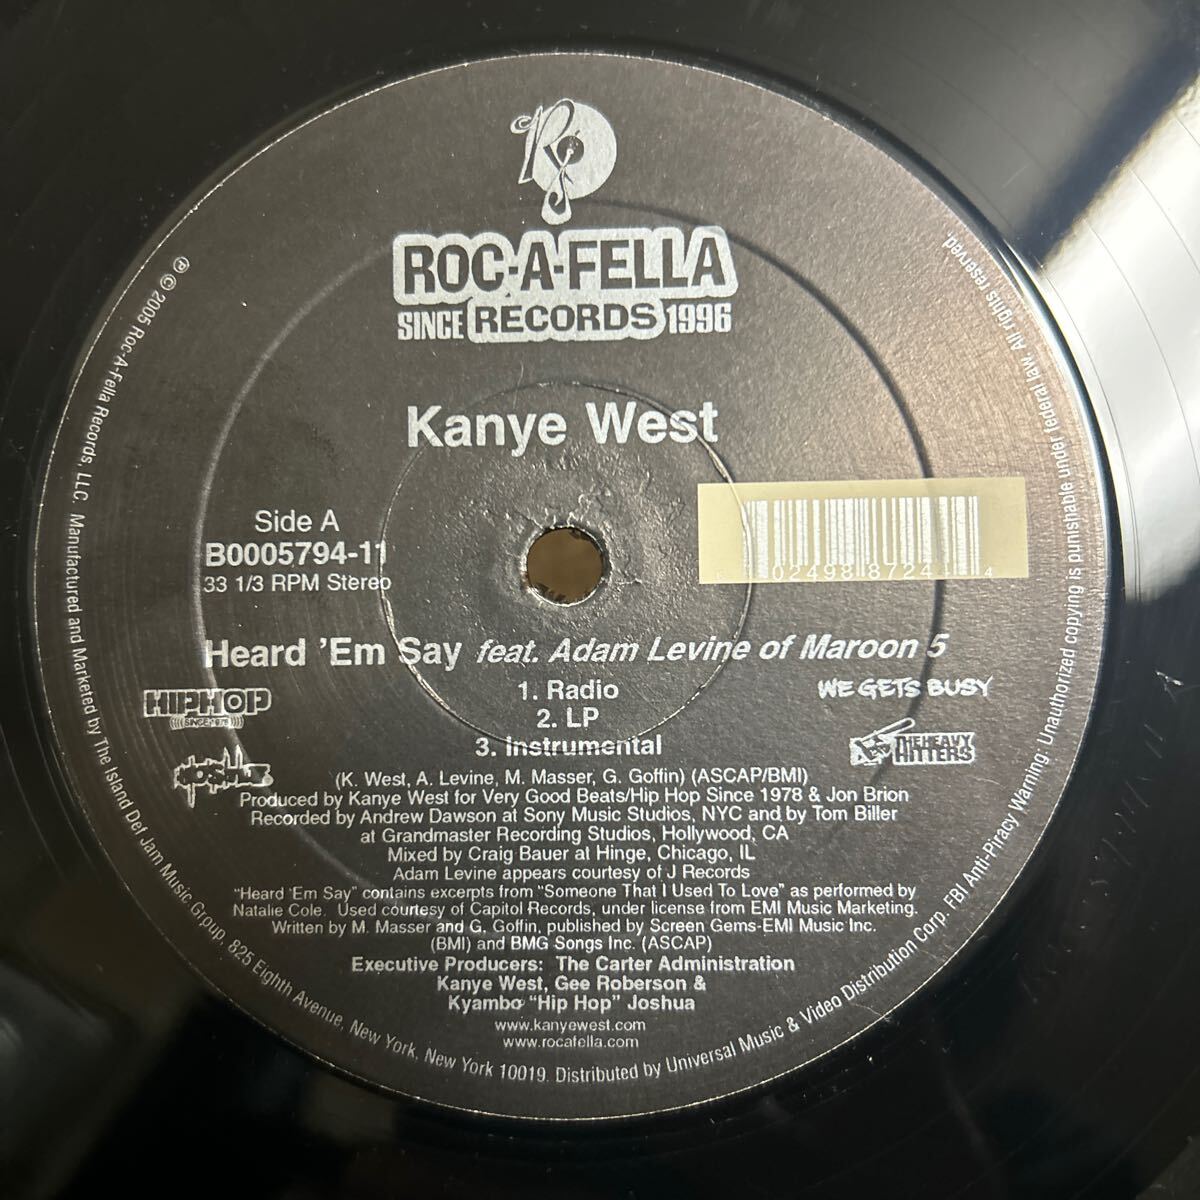 ROC-A-FELLA
SINCE RECORDS 1996
Kanye West
Side A
B0005794-11
33 1/3 RPM Stereo
Heard 'Em Say feat. Adam Levine of Maroon 5
1. Radio
2. LP
3. Instrumental
HIPHOP
SINCE 1978
WE GETS BUSY
THE HEAVY
HITTERS
(K. West, A. Levine, M. Masser, G. Goffin) (ASCAP/BMI)
Produced by Kanye West for Very Good Beats/Hip Hop Since 1978 & Jon Brion
Recorded by Andrew Dawson at Sony Music Studios, NYC and by Tom Biller
at Grandmaster Recording Studios, Hollywood, CA
Mixed by Craig Bauer at Hinge, Chicago, IL
Adam Levine appears courtesy of J Records
"Heard 'Em Say" contains excerpts from "Someone That I Used To Love" as performed by
Natalie Cole. Used courtesy of Capitol Records, under license from EMI Music Marketing.
Written by M. Masser and G. Goffin, published by Screen Gems-EMI Music Inc.
(BMI) and BMG Songs Inc. (ASCAP)
Executive Producers: The Carter Administration
Kanye West, Gee Roberson &
Kyambo "Hip Hop" Joshua
www.kanyewest.com
www.rocafella.com
℗ © 2005 Roc-A-Fella Records, LLC. Manufactured and Marketed by The Island Def Jam Music Group, 825 Eighth Avenue, New York, New York 10019. Distributed by Universal Music & Video Distribution Corp. FBI Anti-Piracy Warning: Unauthorized copying is punishable under federal law. All rights reserved.